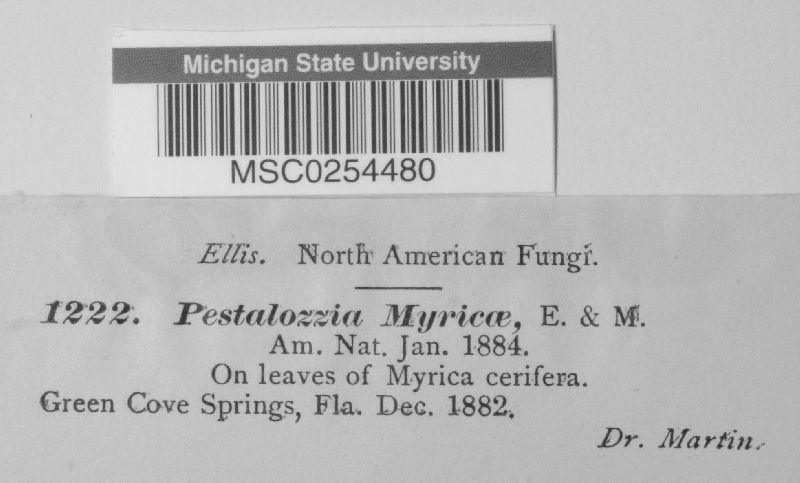 Michigan State University
MSC0254480
Ellis. North American Fungi.
1222. Pestalozzia Myricæ, E. & M.
Am. Nat. Jan. 1884.
On leaves of Myrica cerifera.
Green Cove Springs, Fla. Dec. 1882.
Dr. Martin.